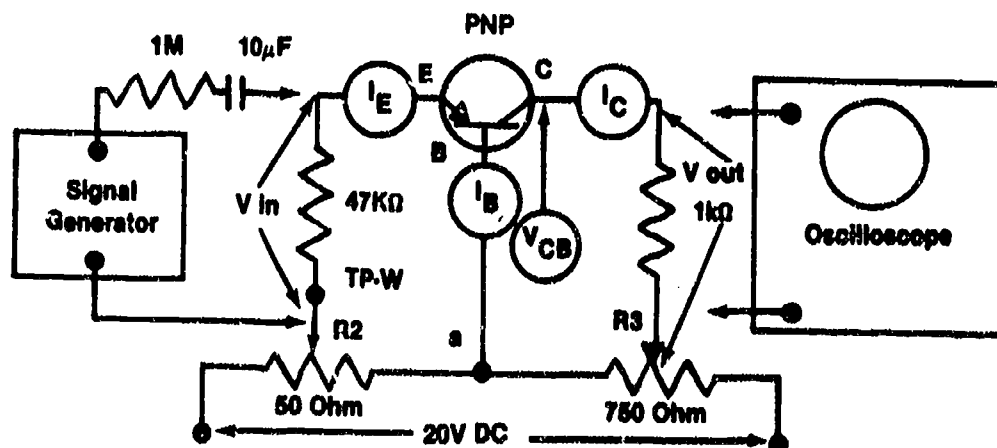 PNP
1M 10µF
E C
I_E I_C
B
Signal Generator
V in
47KΩ
I_B
V_CB
V out
1kΩ
Oscilloscope
TP-W
R2
a
R3
50 Ohm
750 Ohm
20V DC